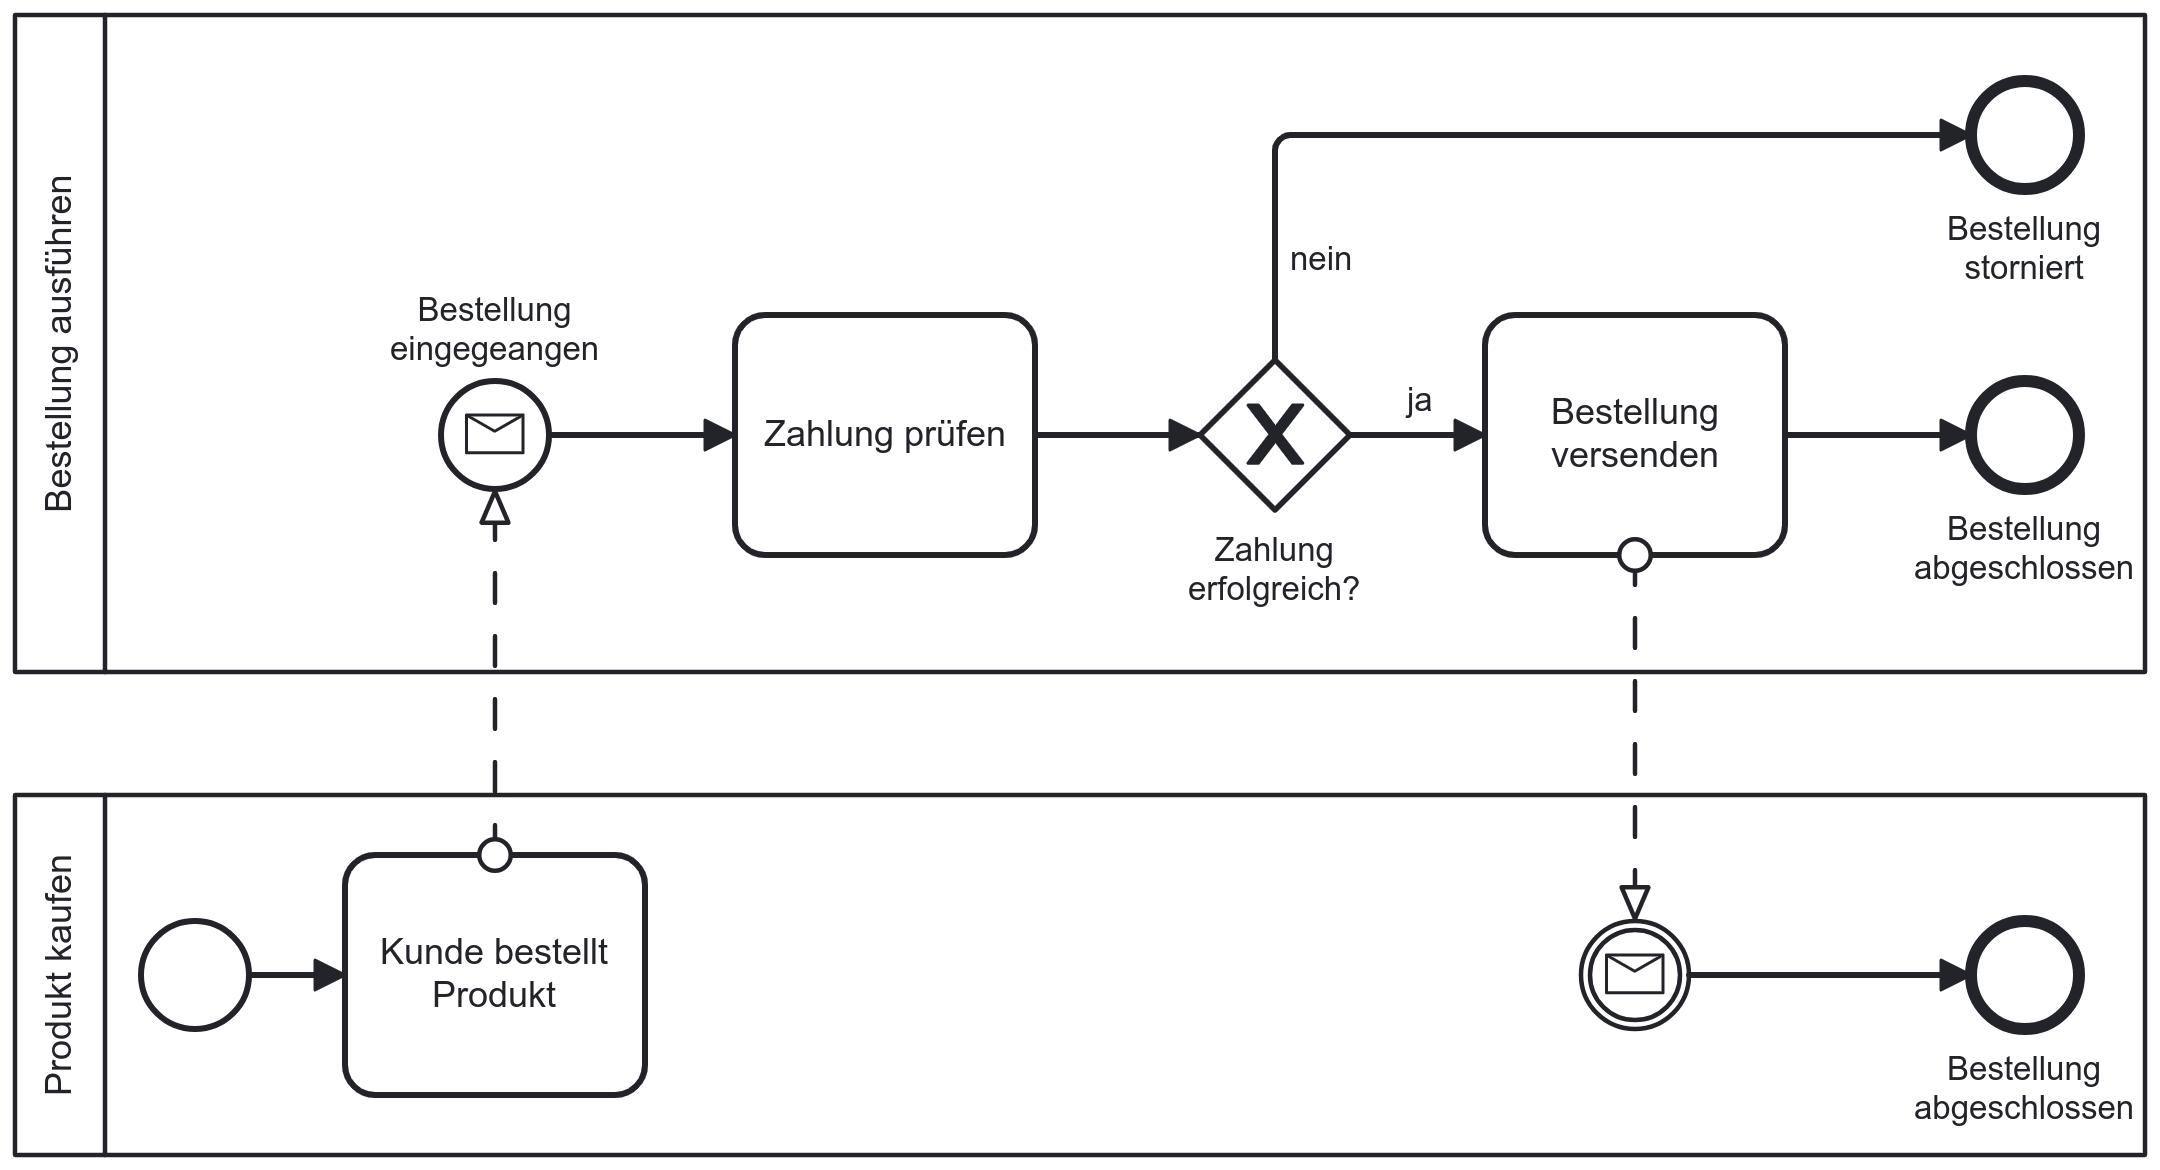 Bestellung ausführen
Bestellung
eingegeangen
Zahlung prüfen
nein
ja
Zahlung
erfolgreich?
Bestellung
versenden
Bestellung
storniert
Bestellung
abgeschlossen
Produkt kaufen
Kunde bestellt
Produkt
Bestellung
abgeschlossen